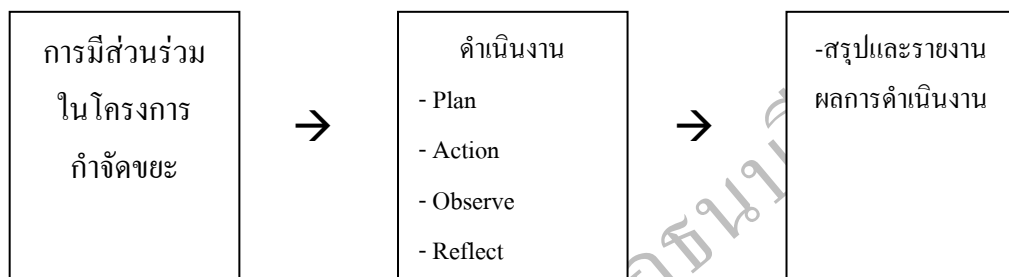 การมีส่วนร่วม
ในโครงการ
กำจัดขยะ
→
ดำเนินงาน
- Plan
- Action
- Observe
- Reflect
→
-สรุปและรายงาน
ผลการดำเนินงาน